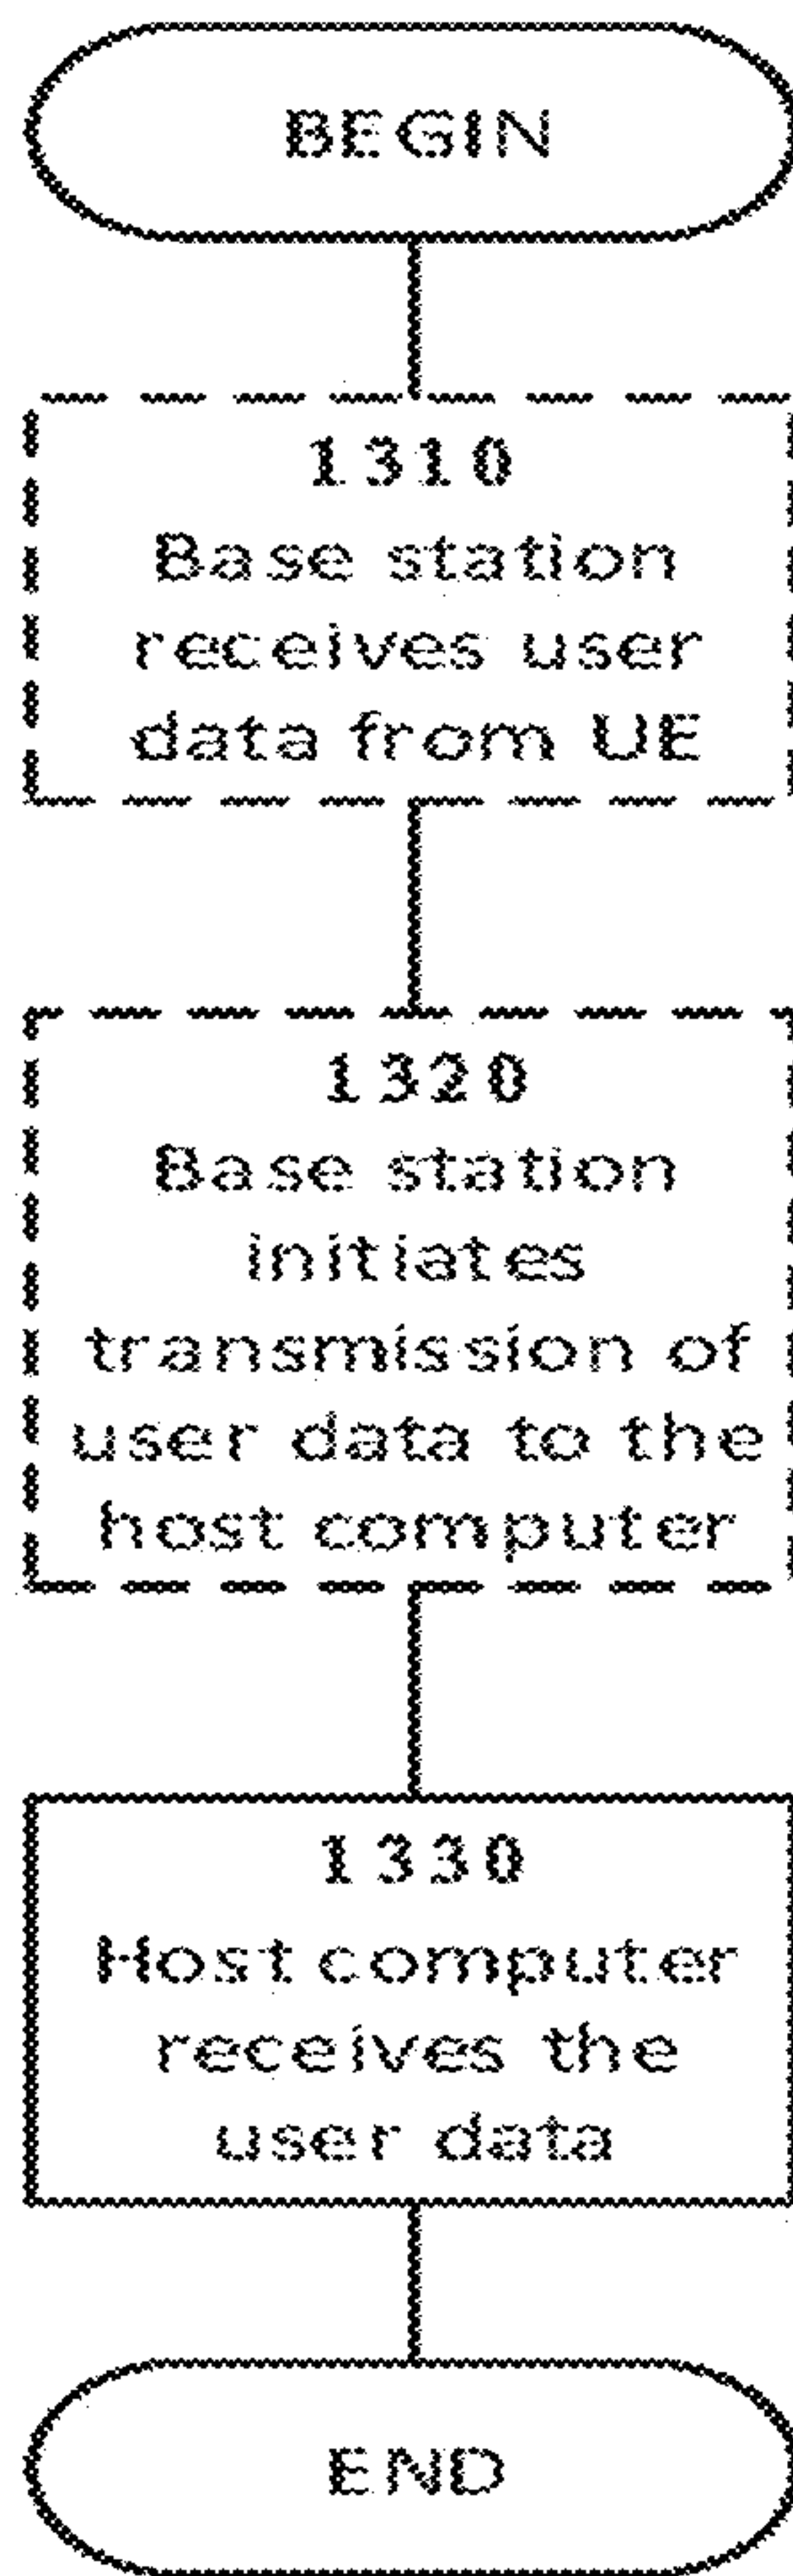 BEGIN
1310
Base station
receives user
data from UE
1320
Base station
initiates
transmission of
user data to the
host computer
1330
Host computer
receives the
user data
END